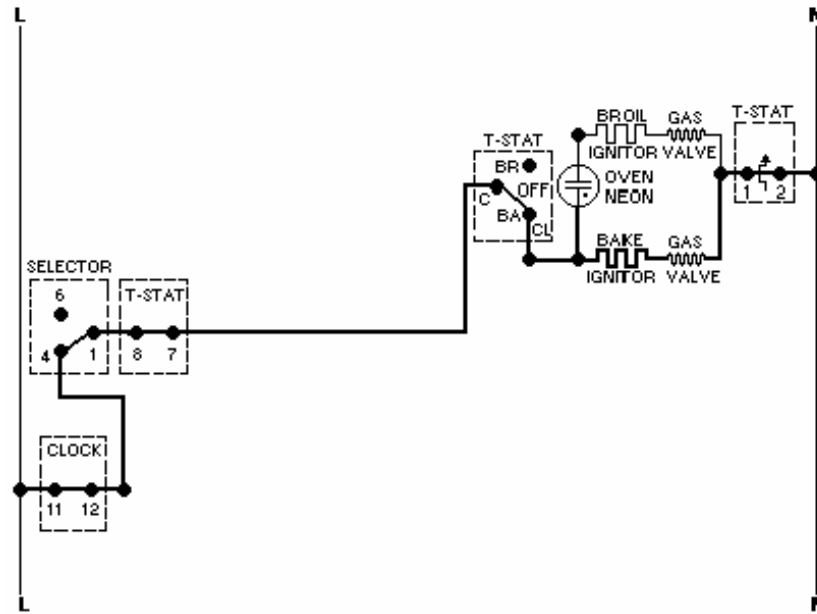 L
N
BROIL GAS
T-STAT
IGNITOR VALVE
T-STAT
BR
OFF
OVEN
NEON
1 2
C
BA
CL
BAIKE GAS
IGNITOR VALVE
SELECTOR
6
T-STAT
4 1 8 7
CLOCK
11 12
L
N